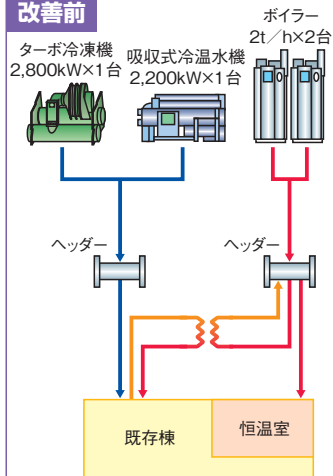 改善前
ボイラー
2t／h×2台
ターボ冷凍機
2,800kW×1台
吸収式冷温水機
2,200kW×1台
ヘッダー
ヘッダー
既存棟
恒温室